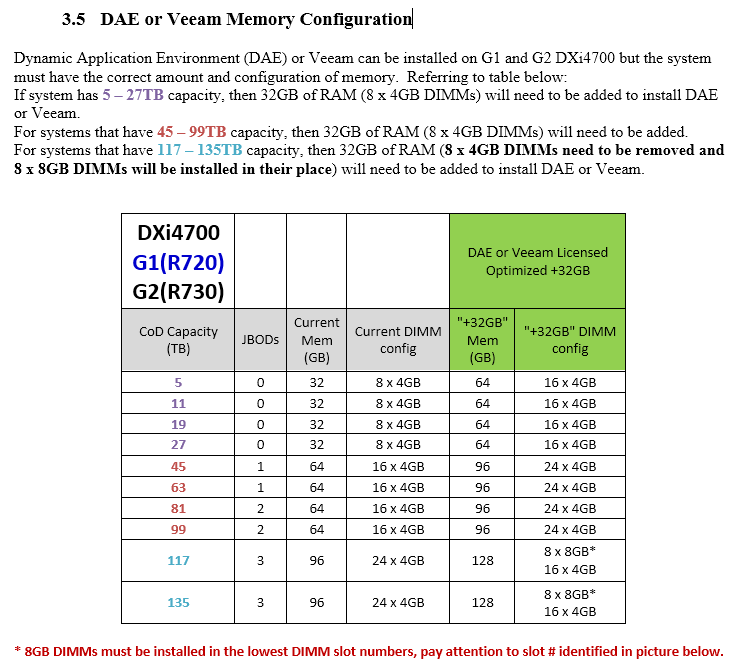 3.5 DAE or Veeam Memory Configuration
Dynamic Application Environment (DAE) or Veeam can be installed on G1 and G2 DXi4700 but the system
must have the correct amount and configuration of memory. Referring to table below:
If system has 5 – 27TB capacity, then 32GB of RAM (8 x 4GB DIMMs) will need to be added to install DAE
or Veeam.
For systems that have 45 – 99TB capacity, then 32GB of RAM (8 x 4GB DIMMs) will need to be added.
For systems that have 117 – 135TB capacity, then 32GB of RAM (8 x 4GB DIMMs need to be removed and
8 x 8GB DIMMs will be installed in their place) will need to be added to install DAE or Veeam.
DXi4700
G1(R720)
G2(R730)
DAE or Veeam Licensed
Optimized +32GB
CoD Capacity
(TB)
JBODs
Current
Mem
(GB)
Current DIMM
config
"+32GB"
Mem
(GB)
"+32GB" DIMM
config
5 0 32 8 x 4GB 64 16 x 4GB
11 0 32 8 x 4GB 64 16 x 4GB
19 0 32 8 x 4GB 64 16 x 4GB
27 0 32 8 x 4GB 64 16 x 4GB
45 1 64 16 x 4GB 96 24 x 4GB
63 1 64 16 x 4GB 96 24 x 4GB
81 2 64 16 x 4GB 96 24 x 4GB
99 2 64 16 x 4GB 96 24 x 4GB
117 3 96 24 x 4GB 128 8 x 8GB*
16 x 4GB
135 3 96 24 x 4GB 128 8 x 8GB*
16 x 4GB
* 8GB DIMMs must be installed in the lowest DIMM slot numbers, pay attention to slot # identified in picture below.